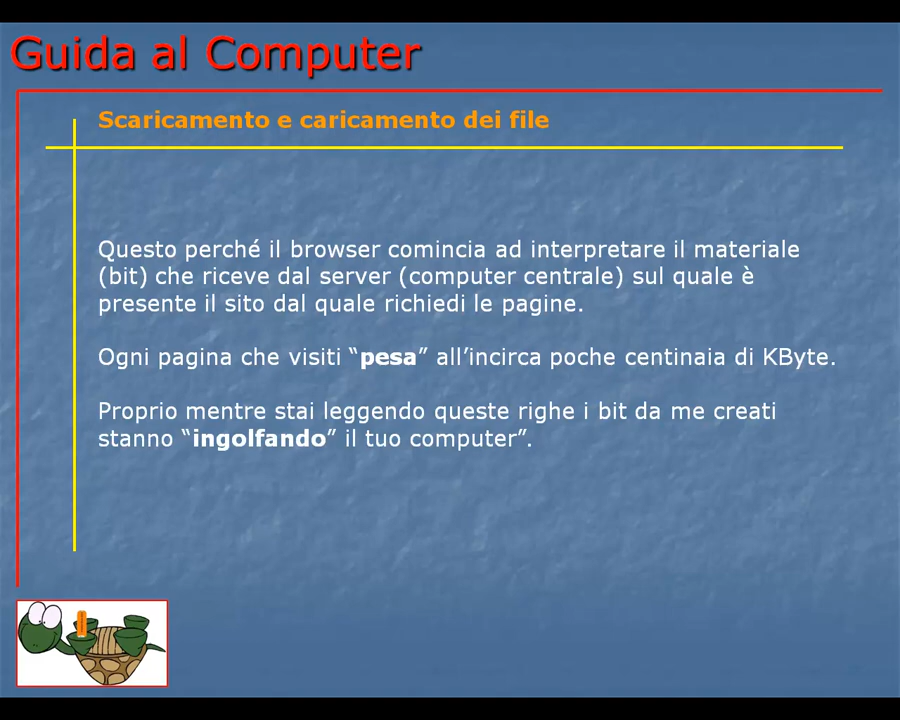 Guida al Computer
Scaricamento e caricamento dei file
Questo perché il browser comincia ad interpretare il materiale
(bit) che riceve dal server (computer centrale) sul quale è
presente il sito dal quale richiedi le pagine.
Ogni pagina che visiti “pesa” all’incirca poche centinaia di KByte.
Proprio mentre stai leggendo queste righe i bit da me creati
stanno “ingolfando” il tuo computer”.